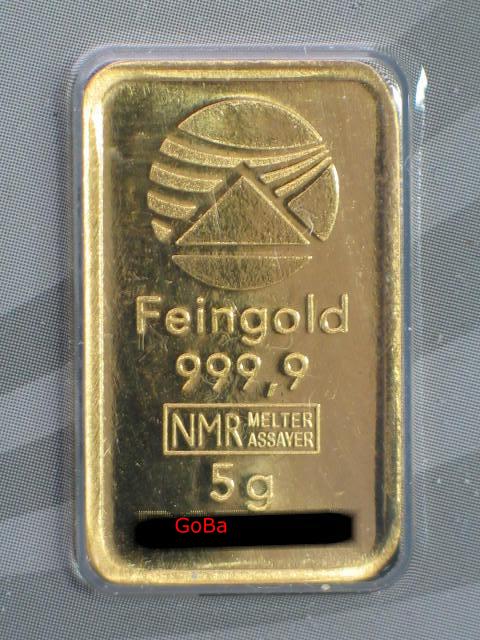 Feingold
999,9
NMR MELTER ASSAYER
5g
GoBa